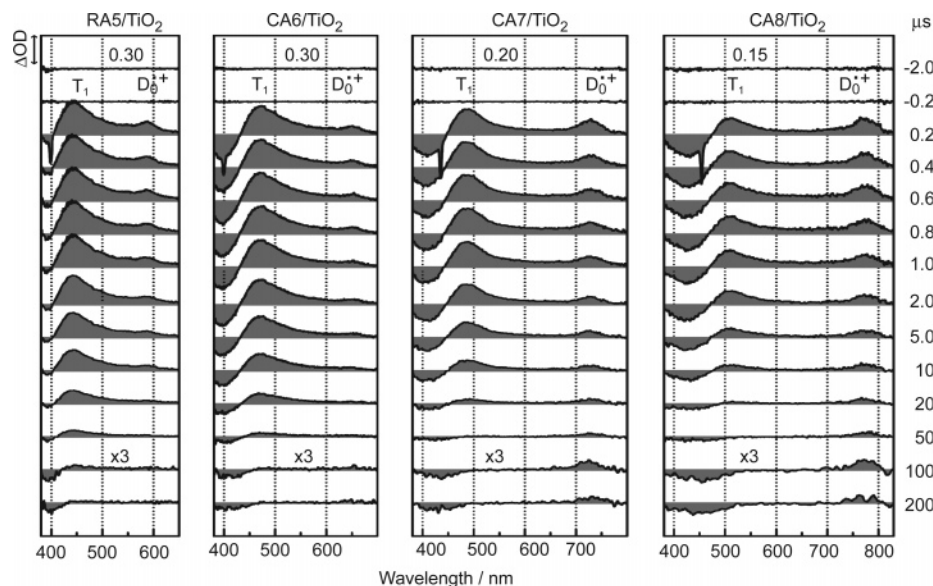 RA5/TiO₂ CA6/TiO₂ CA7/TiO₂ CA8/TiO₂ μs
ΔOD 0.30 0.30 0.20 0.15 -2.0
T₁ D₀•+ T₁ D₀•+ T₁ D₀•+ T₁ D₀•+ -0.2
0.2
0.4
0.6
0.8
1.0
2.0
5.0
10
20
50
x3 x3 x3 x3 100
200
400 500 600 400 500 600 400 500 600 700 400 500 600 700 800
Wavelength / nm